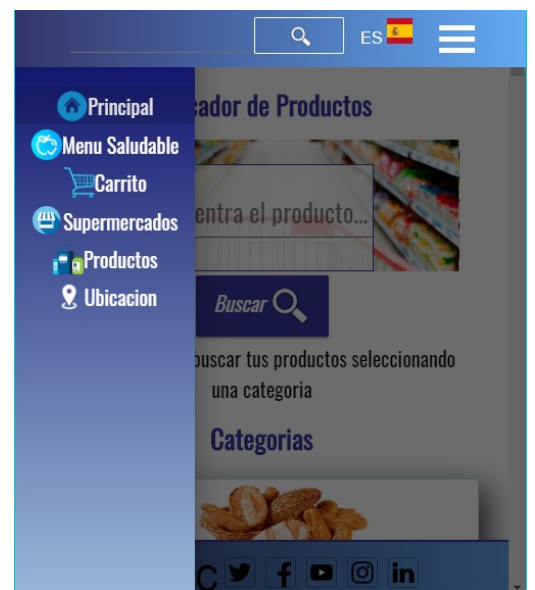 ES
Principal
Menu Saludable
Carrito
Supermercados
Productos
Ubicacion
cador de Productos
entra el producto...
Buscar
buscar tus productos seleccionando
una categoria
Categorias
C